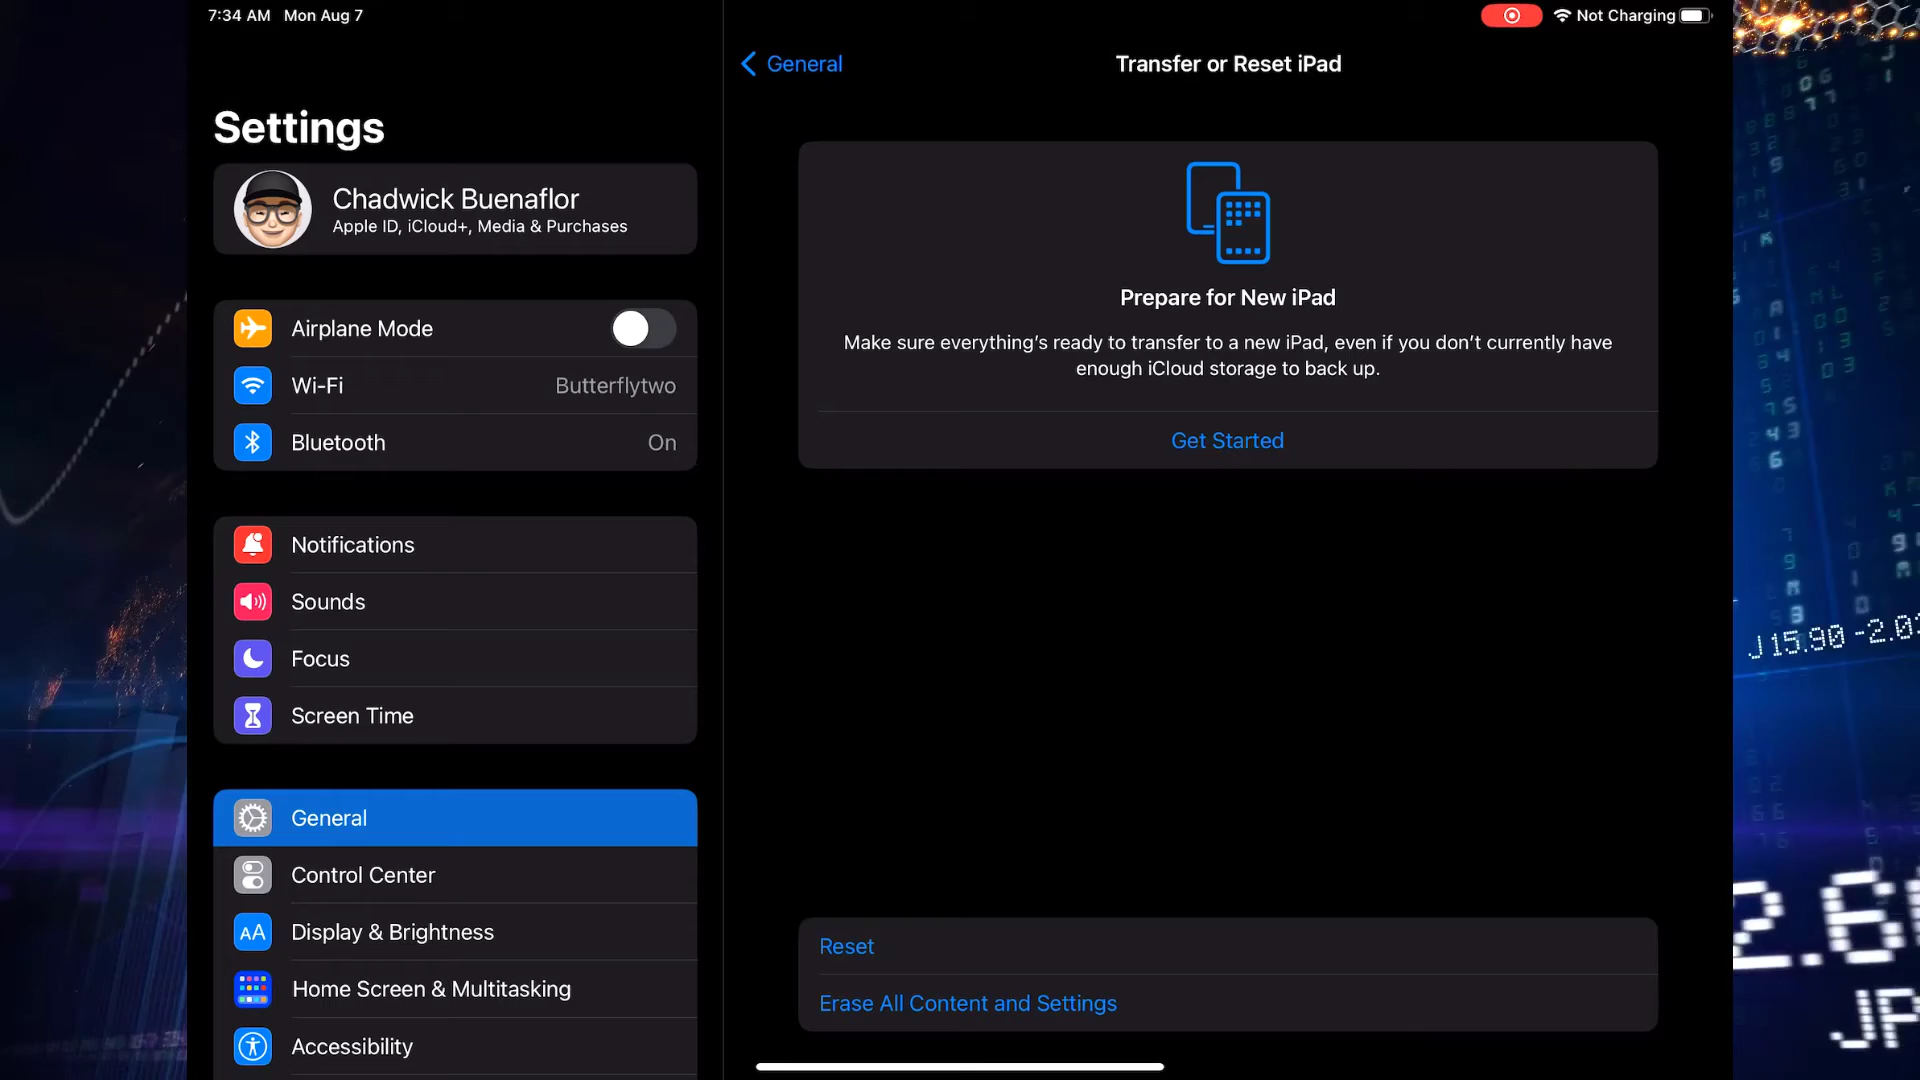 7:34 AM Mon Aug 7
Not Charging
General
Transfer or Reset iPad
Settings
Chadwick Buenaflor
Apple ID, iCloud+, Media & Purchases
Airplane Mode
Wi-Fi Butterflytwo
Bluetooth On
Notifications
Sounds
Focus
Screen Time
General
Control Center
AA Display & Brightness
Home Screen & Multitasking
Accessibility
Prepare for New iPad
Make sure everything's ready to transfer to a new iPad, even if you don't currently have
enough iCloud storage to back up.
Get Started
Reset
Erase All Content and Settings
J15.90 -2.0
2.6
JP